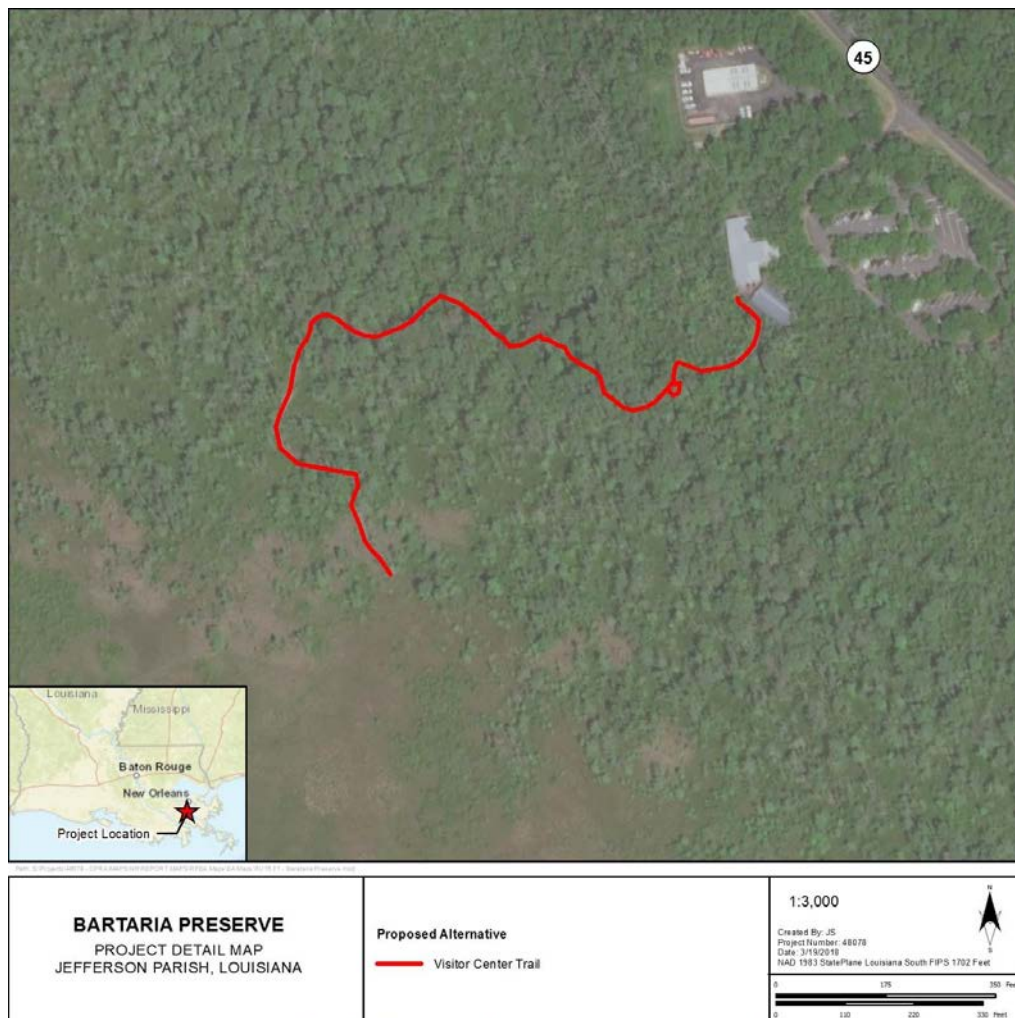 45
Louisiana
Mississippi
Baton Rouge
New Orleans
Project Location
BARTARIA PRESERVE
PROJECT DETAIL MAP
JEFFERSON PARISH, LOUISIANA
Proposed Alternative
Visitor Center Trail
1:3,000
N
S
Created By: JS
Project Number: 48078
Date: 3/19/2018
NAD 1983 StatePlane Louisiana South FIPS 1702 Feet
0 175 350 Fee
0 110 220 330 Feet